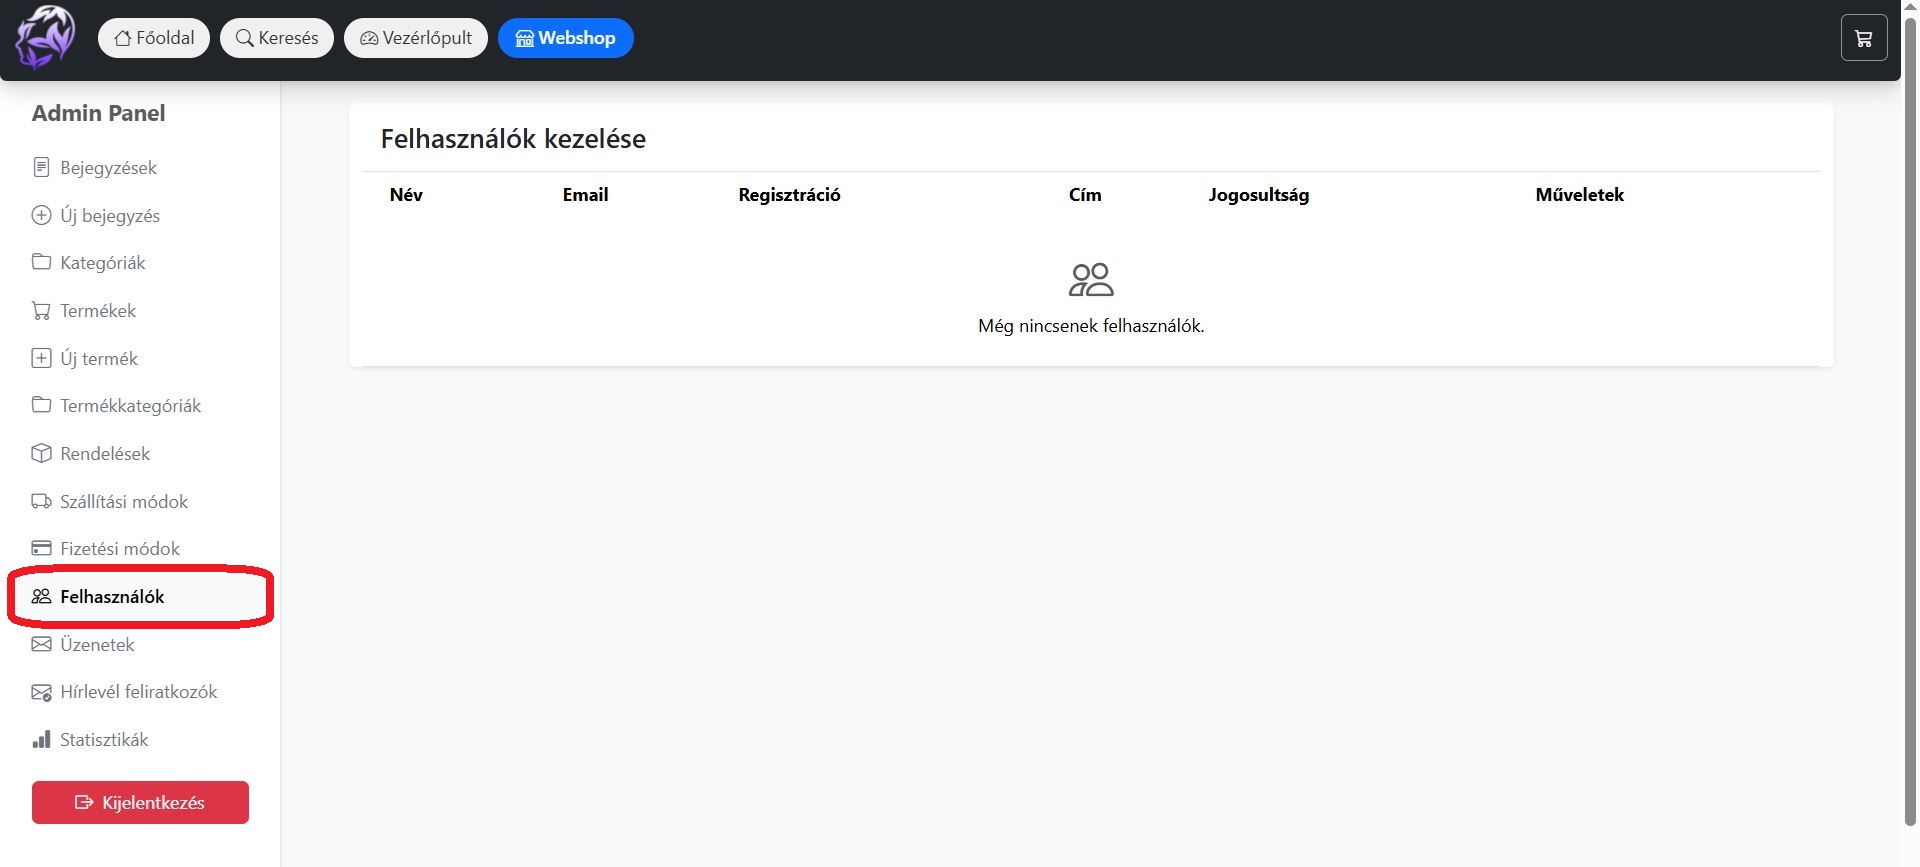 Főoldal
Keresés
Vezérlőpult
Webshop
Admin Panel
Bejegyzések
Új bejegyzés
Kategóriák
Termékek
Új termék
Termékkategóriák
Rendelések
Szállítási módok
Fizetési módok
Felhasználók
Üzenetek
Hírlevél feliratkozók
Statisztikák
Kijelentkezés
Felhasználók kezelése
Név Email Regisztráció Cím Jogosultság Műveletek
Még nincsenek felhasználók.